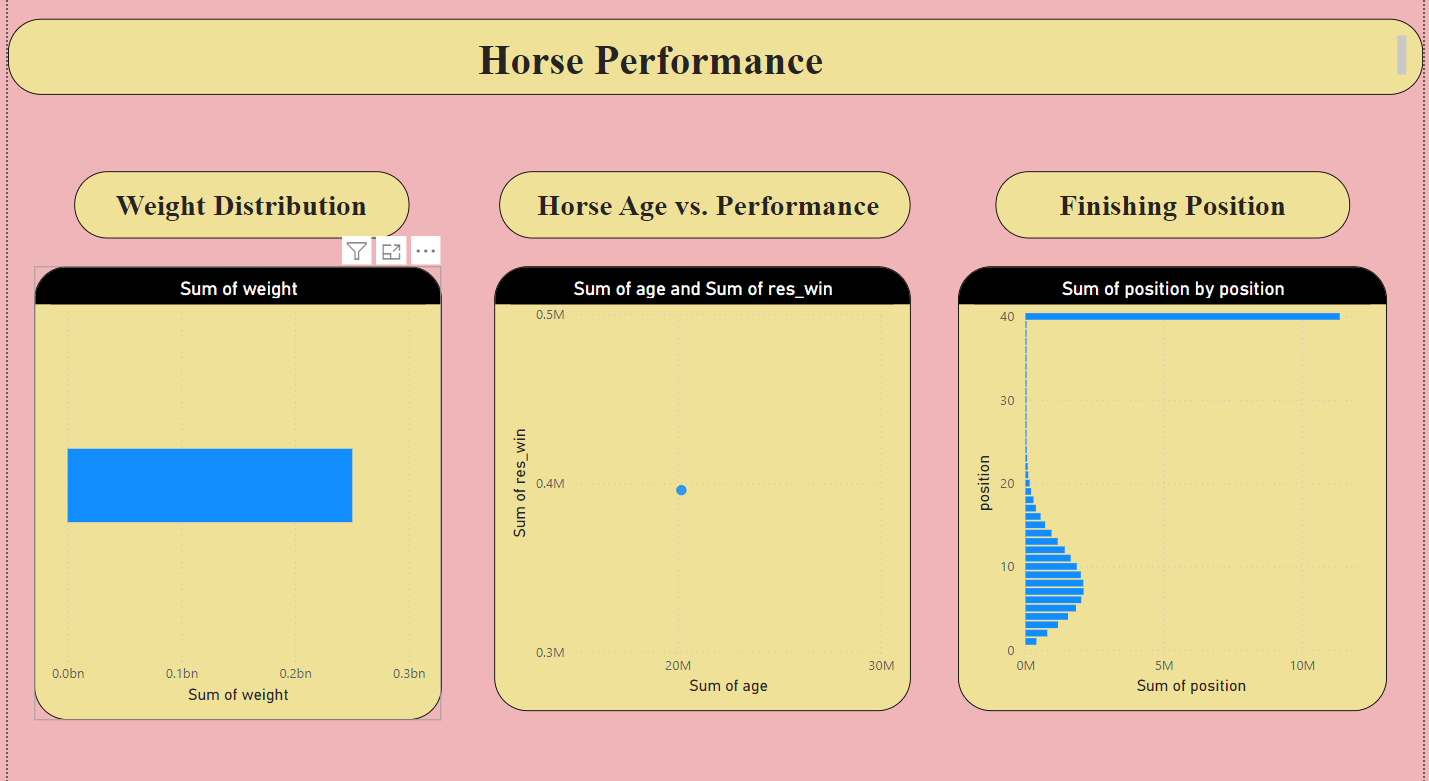 Horse Performance
Weight Distribution
Horse Age vs. Performance
Finishing Position
Sum of weight
0.0bn 0.1bn 0.2bn 0.3bn
Sum of weight
Sum of age and Sum of res_win
0.5M
0.4M
0.3M
Sum of res_win
20M 30M
Sum of age
Sum of position by position
40
30
20
10
0
position
0M 5M 10M
Sum of position